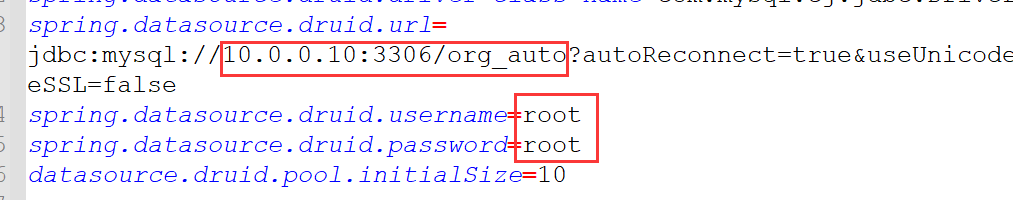 spring.datasource.druid.url=
jdbc:mysql://10.0.0.10:3306/org_auto?autoReconnect=true&useUnicode
eSSL=false
spring.datasource.druid.username=root
spring.datasource.druid.password=root
datasource.druid.pool.initialSize=10